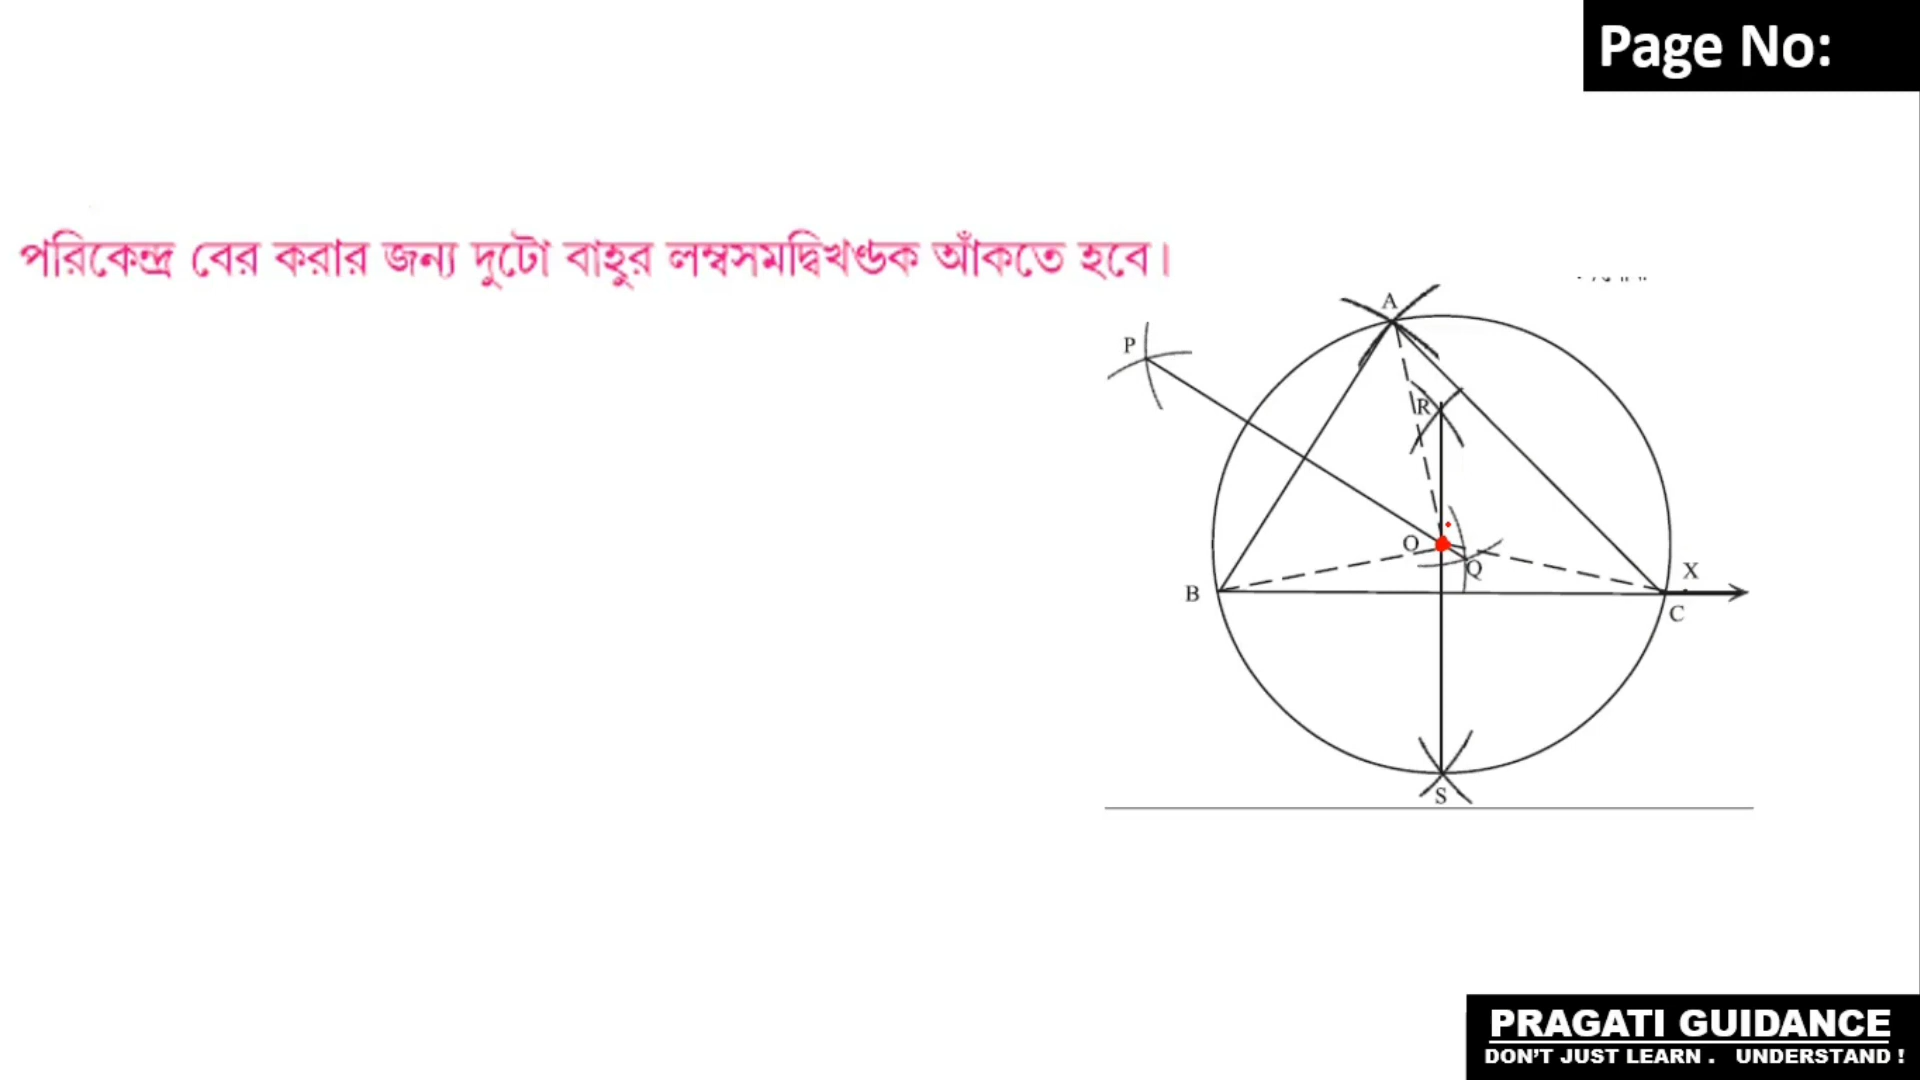 Page No:
পরিকেন্দ্র বের করার জন্য দুটো বাহুর লম্বসমদ্বিখণ্ডক আঁকতে হবে।
A
P
R
O
Q
X
B
C
S
PRAGATI GUIDANCE
DON'T JUST LEARN . UNDERSTAND !